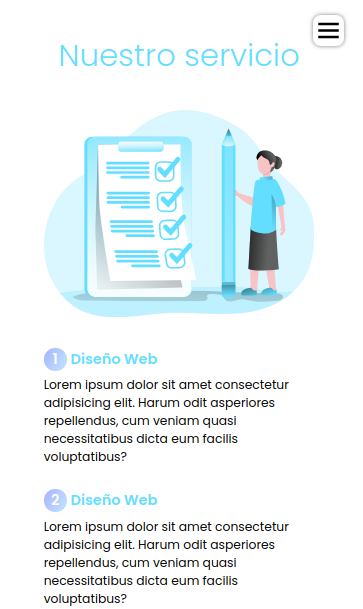 Nuestro servicio
1 Diseño Web
Lorem ipsum dolor sit amet consectetur
adipisicing elit. Harum odit asperiores
repellendus, cum veniam quasi
necessitatibus dicta eum facilis
voluptatibus?
2 Diseño Web
Lorem ipsum dolor sit amet consectetur
adipisicing elit. Harum odit asperiores
repellendus, cum veniam quasi
necessitatibus dicta eum facilis
voluptatibus?